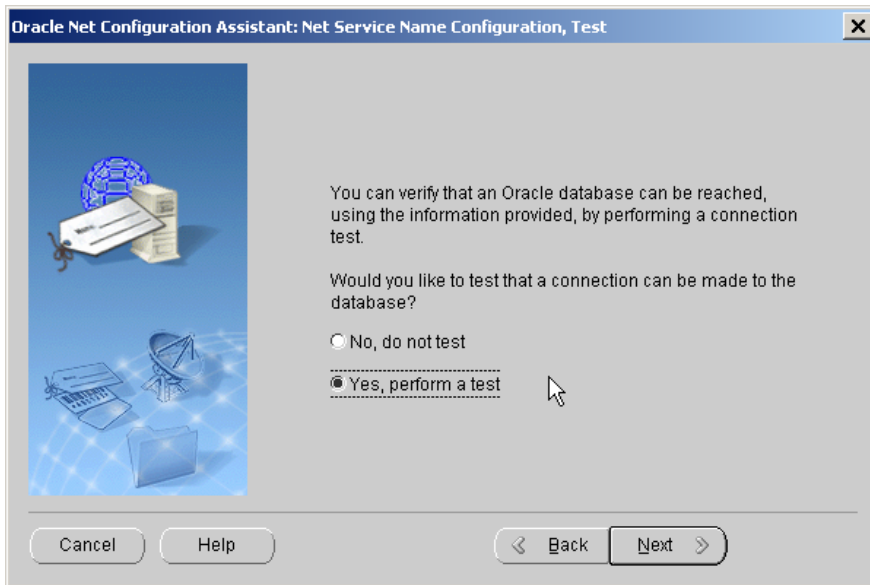 Oracle Net Configuration Assistant: Net Service Name Configuration, Test
You can verify that an Oracle database can be reached,
using the information provided, by performing a connection
test.
Would you like to test that a connection can be made to the
database?
No, do not test
Yes, perform a test
Cancel
Help
Back
Next